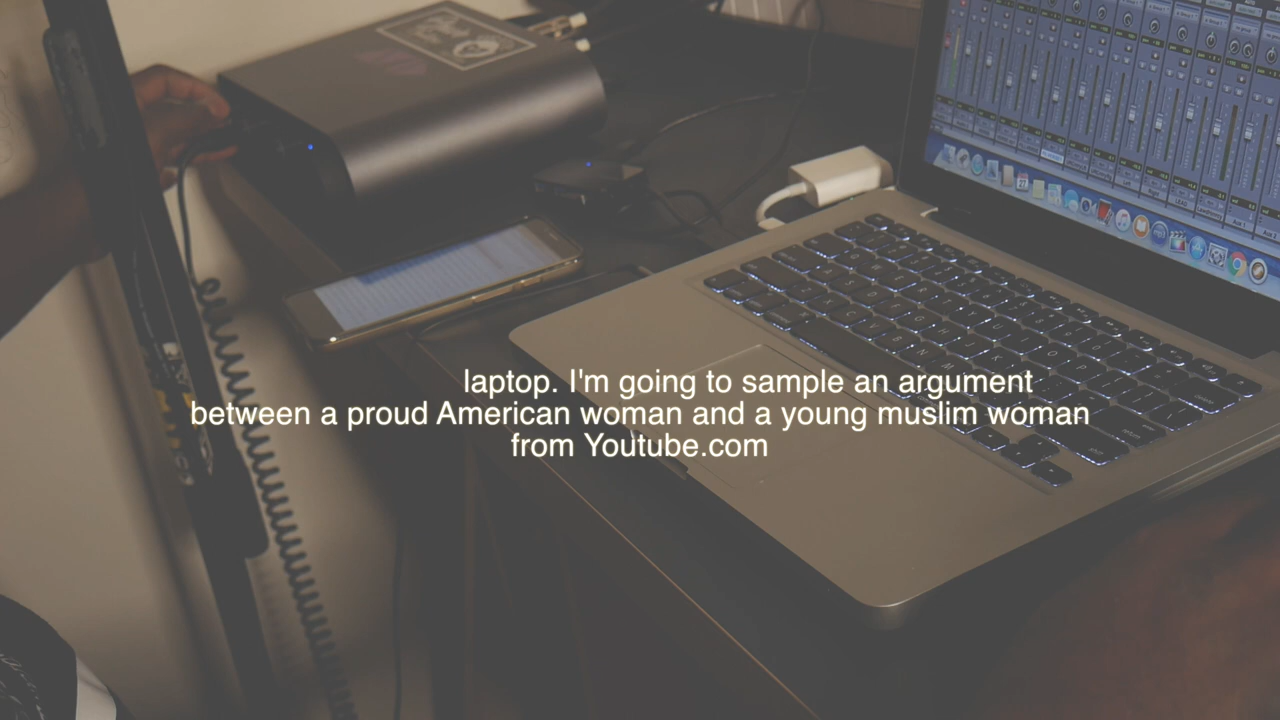 laptop. I'm going to sample an argument
between a proud American woman and a young muslim woman
from Youtube.com